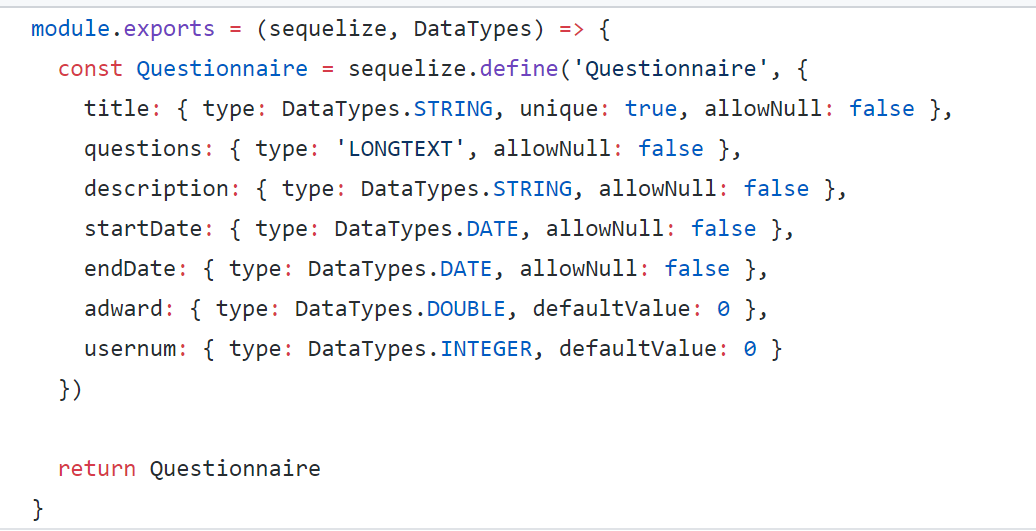 module.exports = (sequelize, DataTypes) => {
  const Questionnaire = sequelize.define('Questionnaire', {
    title: { type: DataTypes.STRING, unique: true, allowNull: false },
    questions: { type: 'LONGTEXT', allowNull: false },
    description: { type: DataTypes.STRING, allowNull: false },
    startDate: { type: DataTypes.DATE, allowNull: false },
    endDate: { type: DataTypes.DATE, allowNull: false },
    adward: { type: DataTypes.DOUBLE, defaultValue: 0 },
    usernum: { type: DataTypes.INTEGER, defaultValue: 0 }
  })

  return Questionnaire
}